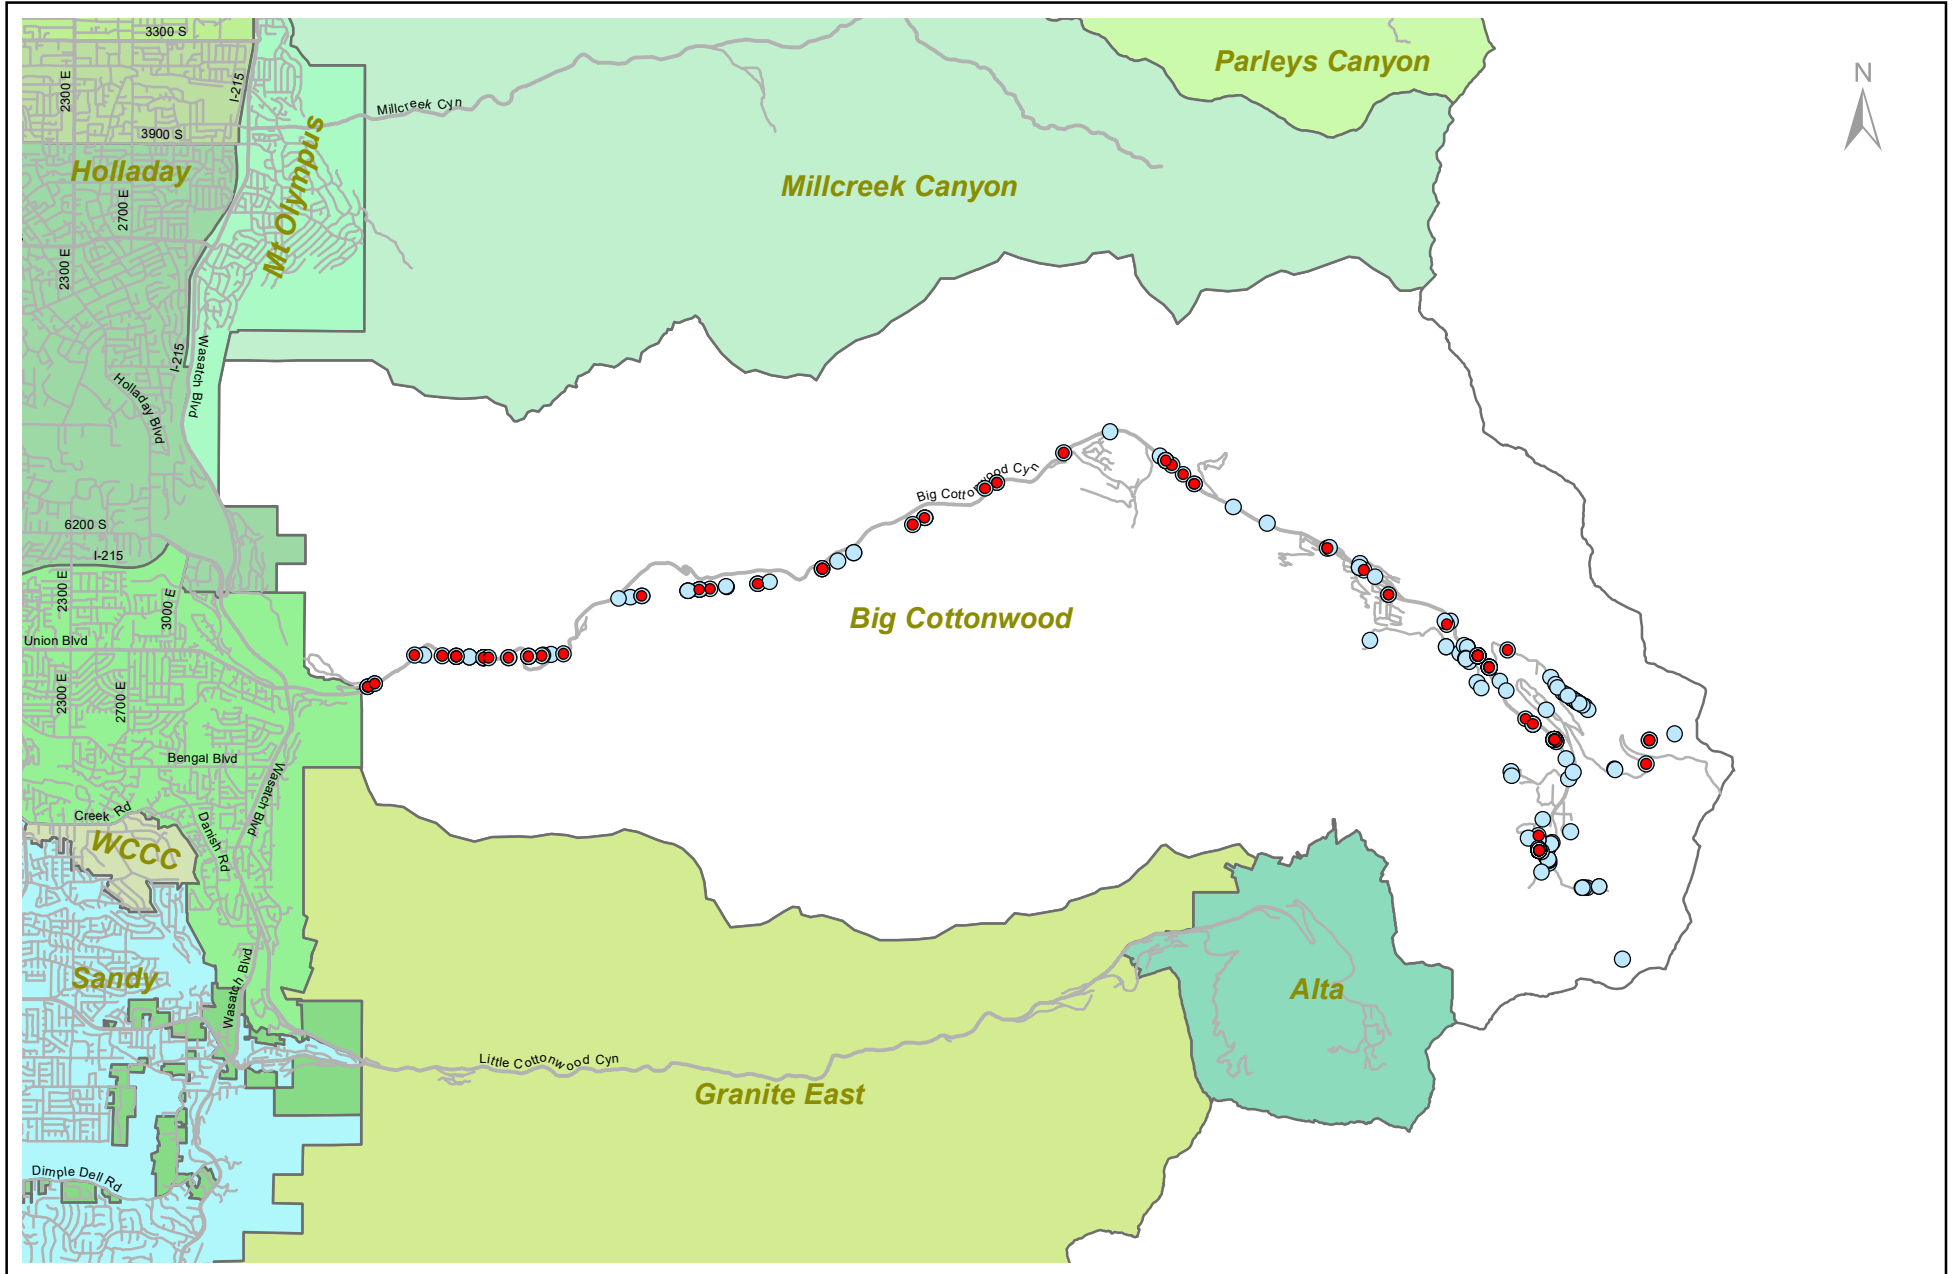 3300 S
Parleys Canyon
N
2300 E
I-215
Millcreek Cyn
3900 S
Holladay
Mt Olympus
Millcreek Canyon
2700 E
2300 E
I-215
Wasatch Blvd
Holladay Blvd
Big Cottonwood Cyn
6200 S
I-215
2300 E
3000 E
Big Cottonwood
Union Blvd
2300 E
2700 E
Bengal Blvd
Wasatch Blvd
Creek Rd
Danish Rd
WCCC
Sandy
Wasatch Blvd
Alta
Little Cottonwood Cyn
Granite East
Dimple Dell Rd